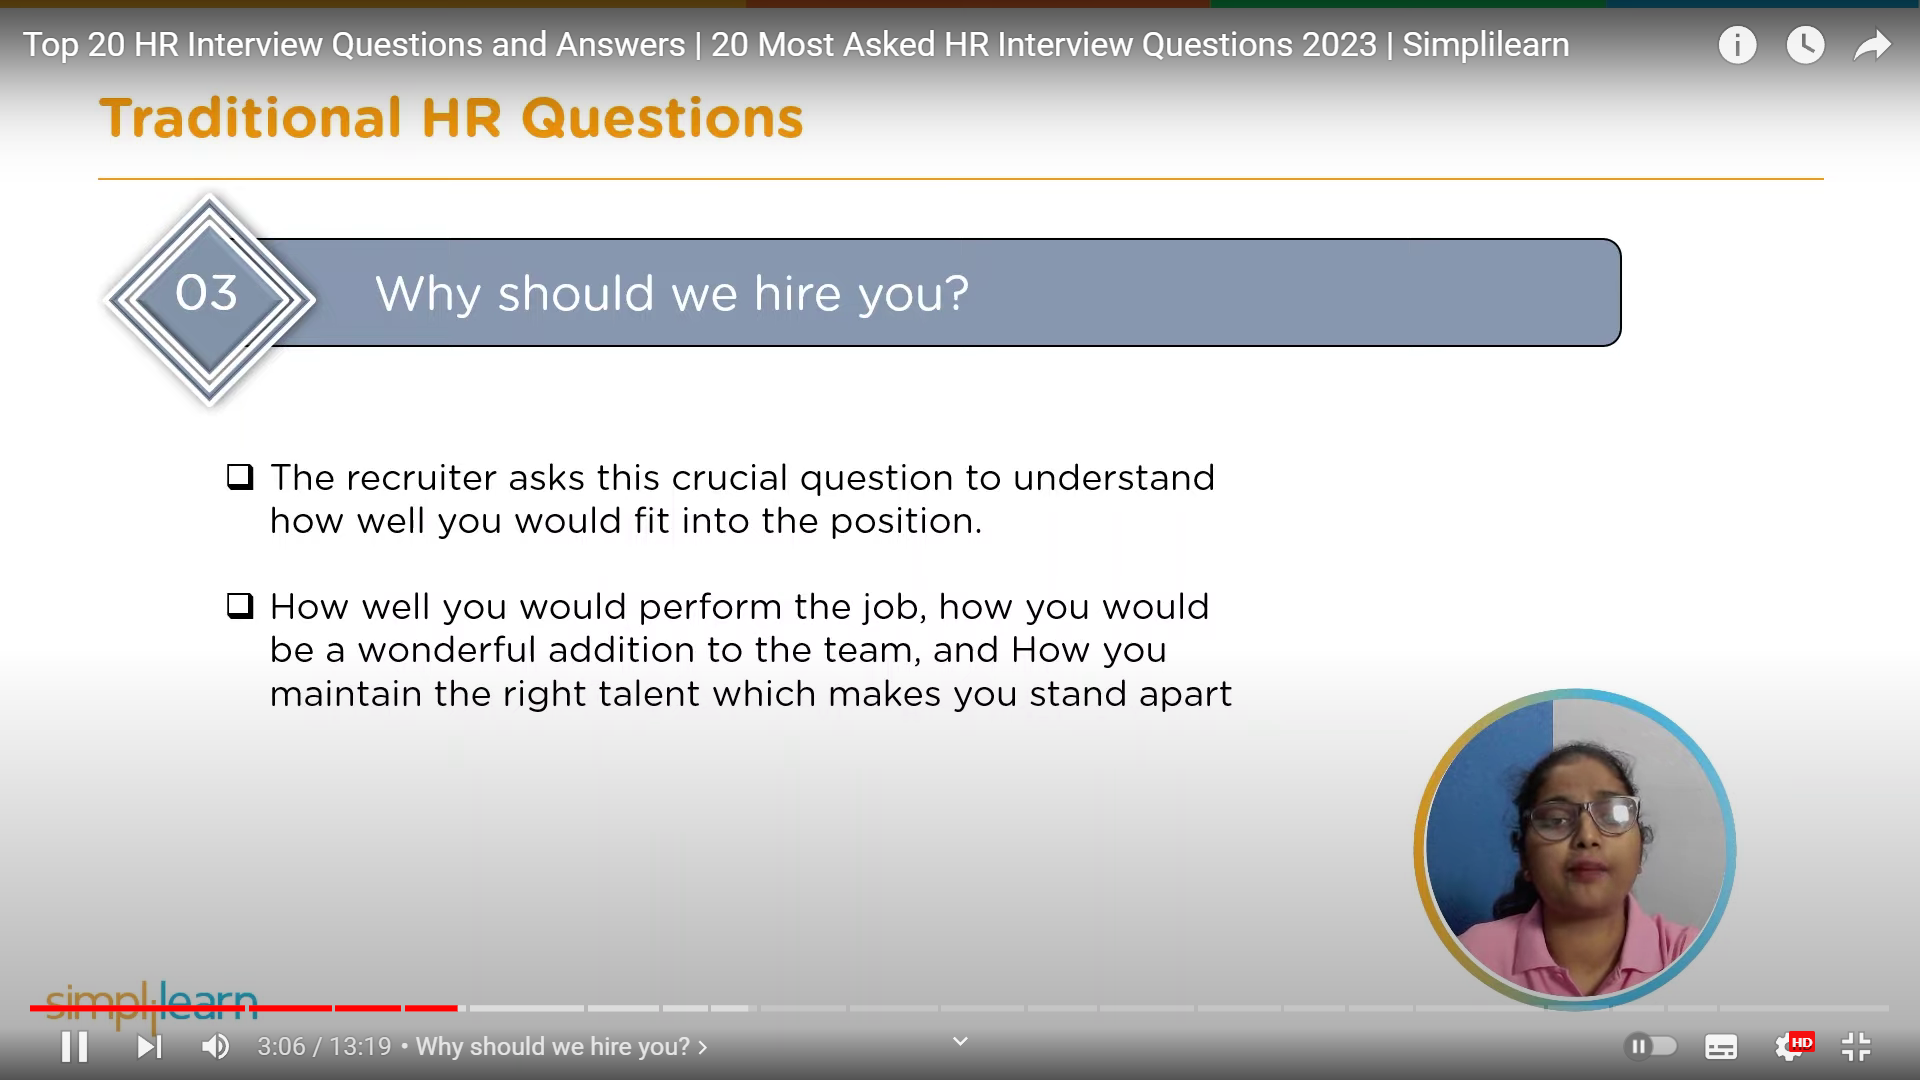 Top 20 HR Interview Questions and Answers | 20 Most Asked HR Interview Questions 2023 | Simplilearn
Traditional HR Questions
03
Why should we hire you?
The recruiter asks this crucial question to understand
how well you would fit into the position.
How well you would perform the job, how you would
be a wonderful addition to the team, and How you
maintain the right talent which makes you stand apart
simplilearn
3:06 / 13:19 • Why should we hire you? ›
HD